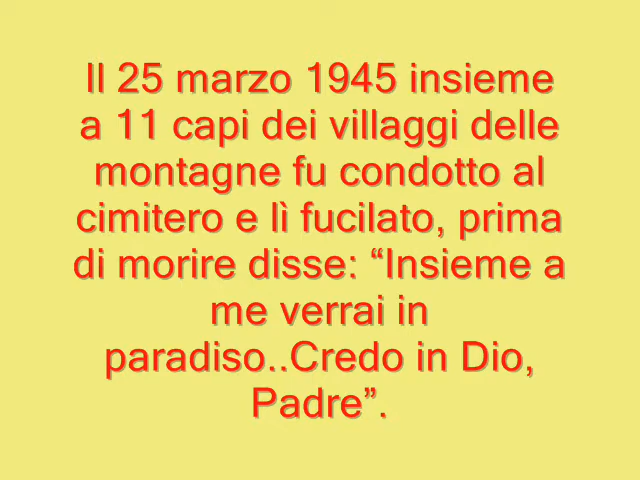 Il 25 marzo 1945 insieme
a 11 capi dei villaggi delle
montagne fu condotto al
cimitero e lì fucilato, prima
di morire disse: “Insieme a
me verrai in
paradiso..Credo in Dio,
Padre”.